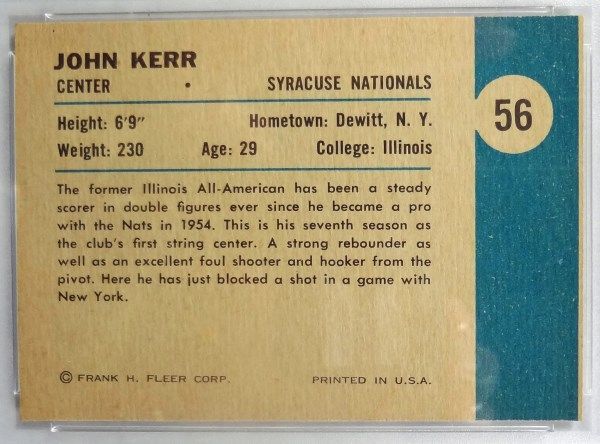 JOHN KERR
CENTER • SYRACUSE NATIONALS
56
Height: 6'9" Hometown: Dewitt, N. Y.
Weight: 230 Age: 29 College: Illinois
The former Illinois All-American has been a steady
scorer in double figures ever since he became a pro
with the Nats in 1954. This is his seventh season as
the club's first string center. A strong rebounder as
well as an excellent foul shooter and hooker from the
pivot. Here he has just blocked a shot in a game with
New York.
© FRANK H. FLEER CORP. PRINTED IN U.S.A.